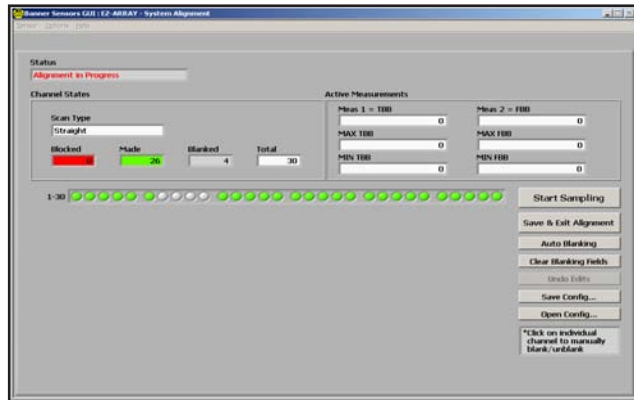 Banner Sensors GUI : EZ-ARRAY - System Alignment
Sensor Options Help
Status
Alignment in Progress
Channel States
Active Measurements
Scan Type
Straight
Meas 1 = TBB
0
Meas 2 = FBB
0
Blocked
0
Made
26
Blanked
4
Total
30
MAX TBB
0
MAX FBB
0
MIN TBB
0
MIN FBB
0
1-30
Start Sampling
Save & Exit Alignment
Auto Blanking
Clear Blanking Fields
Undo Edits
Save Config...
Open Config...
*Click on individual
channel to manually
blank/unblank